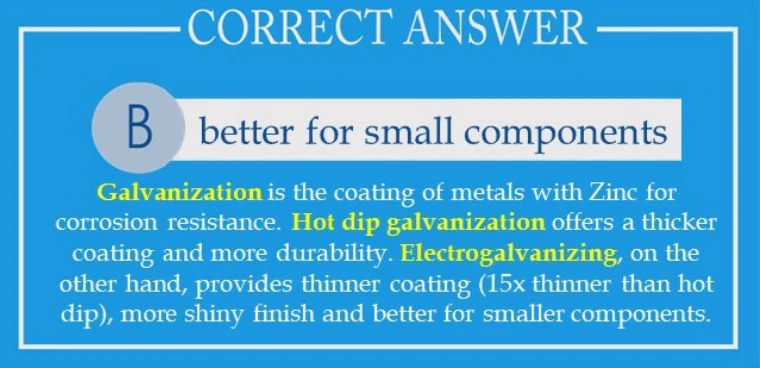 CORRECT ANSWER
B better for small components
Galvanization is the coating of metals with Zinc for
corrosion resistance. Hot dip galvanization offers a thicker
coating and more durability. Electrogalvanizing, on the
other hand, provides thinner coating (15x thinner than hot
dip), more shiny finish and better for smaller components.